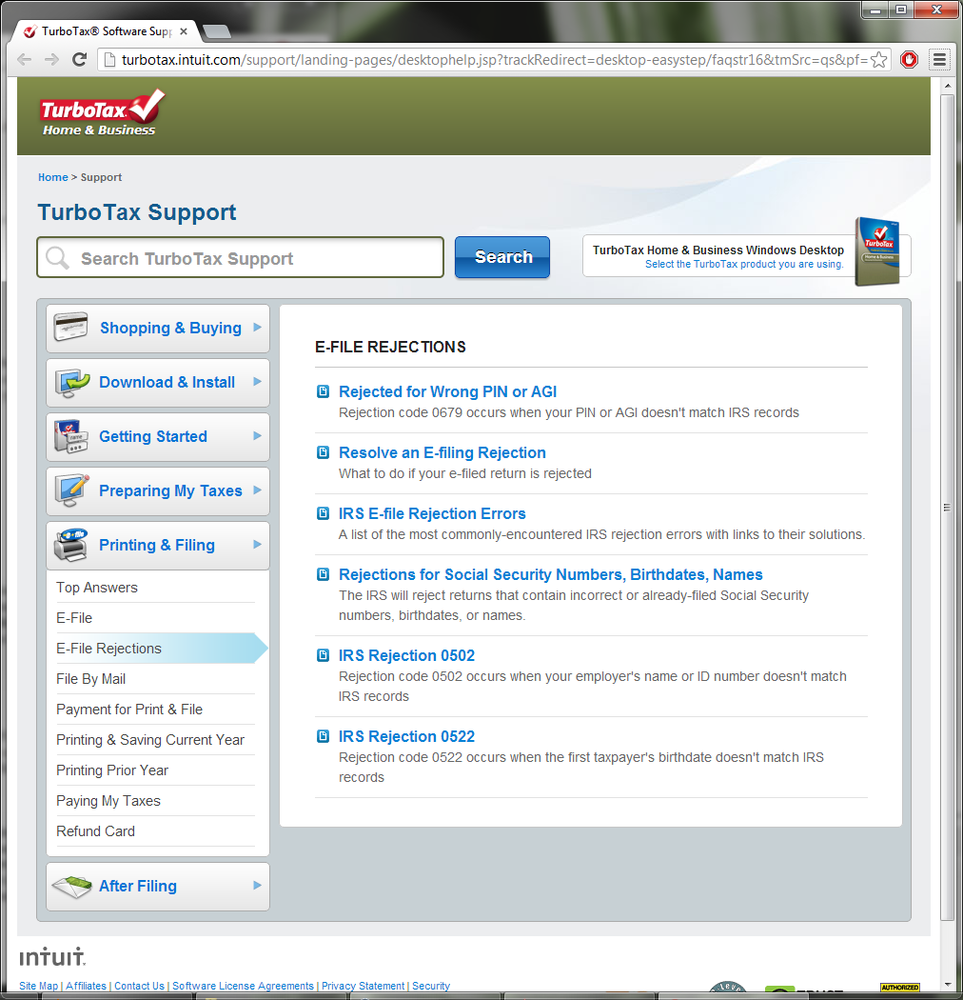 TurboTax® Software Supp
turbotax.intuit.com/support/landing-pages/desktophelp.jsp?trackRedirect=desktop-easystep/faqstr16&tmSrc=qs&pf=
TurboTax
Home & Business
Home > Support
TurboTax Support
Search TurboTax Support
Search
TurboTax Home & Business Windows Desktop
Select the TurboTax product you are using.
TurboTax
Home & Business
Shopping & Buying
Download & Install
Getting Started
Preparing My Taxes
Printing & Filing
Top Answers
E-File
E-File Rejections
File By Mail
Payment for Print & File
Printing & Saving Current Year
Printing Prior Year
Paying My Taxes
Refund Card
After Filing
E-FILE REJECTIONS
Rejected for Wrong PIN or AGI
Rejection code 0679 occurs when your PIN or AGI doesn't match IRS records
Resolve an E-filing Rejection
What to do if your e-filed return is rejected
IRS E-file Rejection Errors
A list of the most commonly-encountered IRS rejection errors with links to their solutions.
Rejections for Social Security Numbers, Birthdates, Names
The IRS will reject returns that contain incorrect or already-filed Social Security
numbers, birthdates, or names.
IRS Rejection 0502
Rejection code 0502 occurs when your employer's name or ID number doesn't match
IRS records
IRS Rejection 0522
Rejection code 0522 occurs when the first taxpayer's birthdate doesn't match IRS
records
intuit.
Site Map | Affiliates | Contact Us | Software License Agreements | Privacy Statement | Security
AUTHORIZED